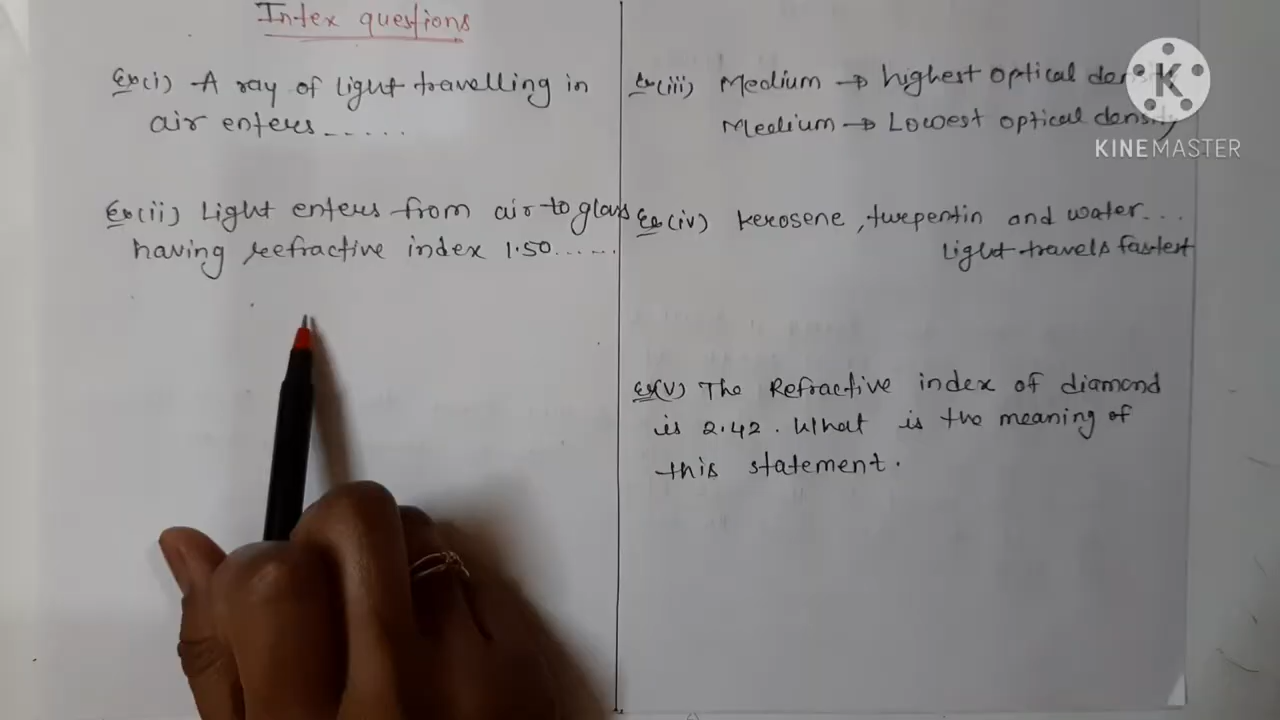 Intex questions
Ex(i) A ray of light travelling in
air enters.......
Ex(ii) Light enters from air to glass
having refractive index 1.50......
Ex(iii) Medium → highest optical density
Medium → Lowest optical density
Ex(iv) kerosene, turpentin and water...
light travels fastest
Ex(v) The Refractive index of diamond
is 2.42. What is the meaning of
this statement.
K
KINEMASTER